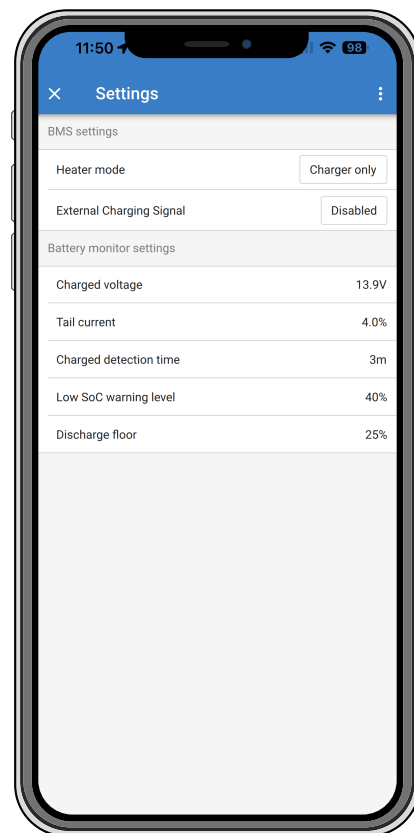 11:50
98
Settings
BMS settings
Heater mode Charger only
External Charging Signal Disabled
Battery monitor settings
Charged voltage 13.9V
Tail current 4.0%
Charged detection time 3m
Low SoC warning level 40%
Discharge floor 25%